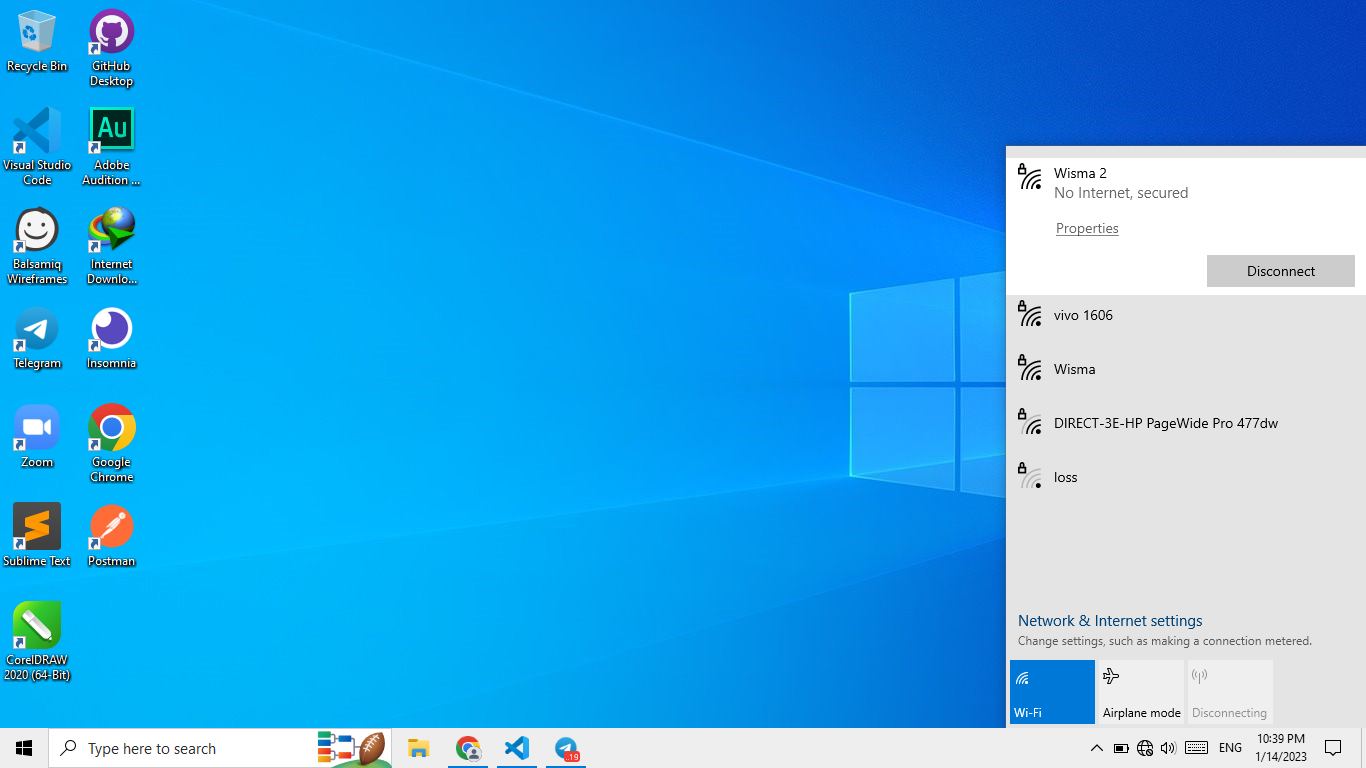 Recycle Bin
GitHub
Desktop
Visual Studio
Code
Au
Adobe
Audition ...
Balsamiq
Wireframes
Internet
Downlo...
Telegram
Insomnia
Zoom
Google
Chrome
Sublime Text
Postman
CorelDRAW
2020 (64-Bit)
Wisma 2
No Internet, secured
Properties
Disconnect
vivo 1606
Wisma
DIRECT-3E-HP PageWide Pro 477dw
loss
Network & Internet settings
Change settings, such as making a connection metered.
Wi-Fi
Airplane mode
Disconnecting
Type here to search
..19
ENG
10:39 PM
1/14/2023